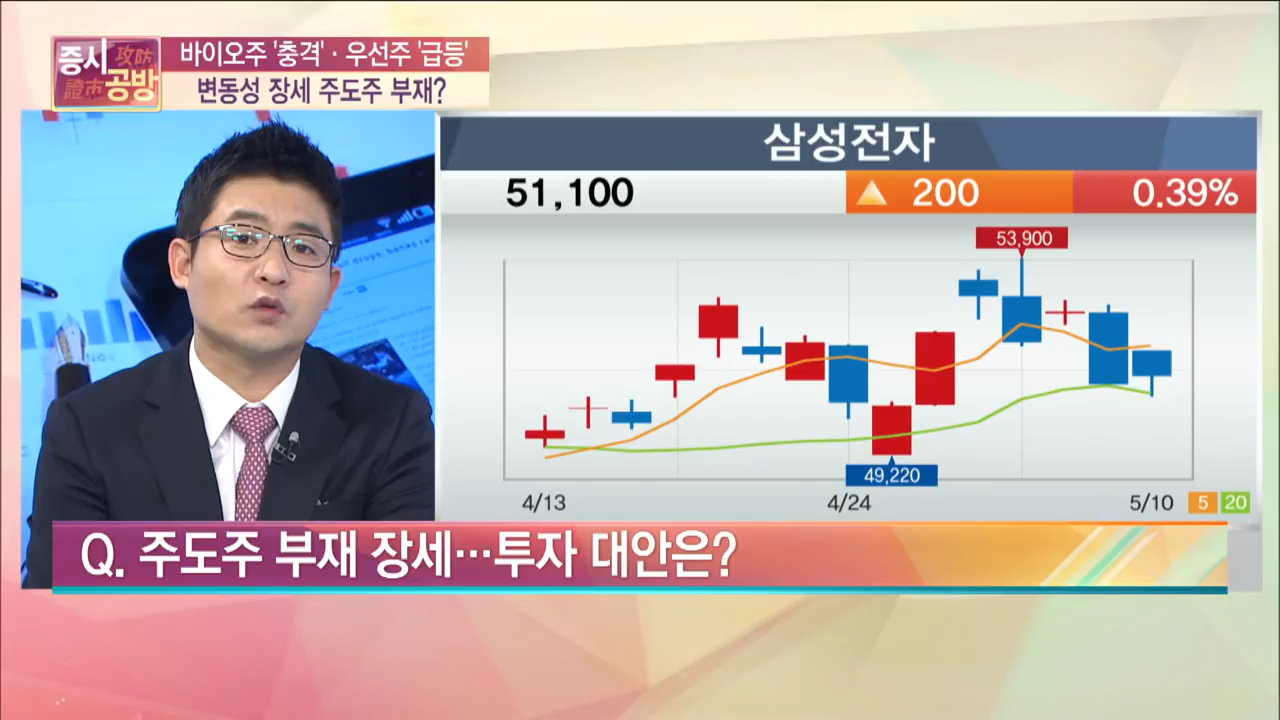 증시 攻防
證市 공방
바이오주 '충격' · 우선주 '급등'
변동성 장세 주도주 부재?
삼성전자
51,100 ▲ 200 0.39%
53,900
49,220
4/13 4/24 5/10 5 20
Q. 주도주 부재 장세…투자 대안은?